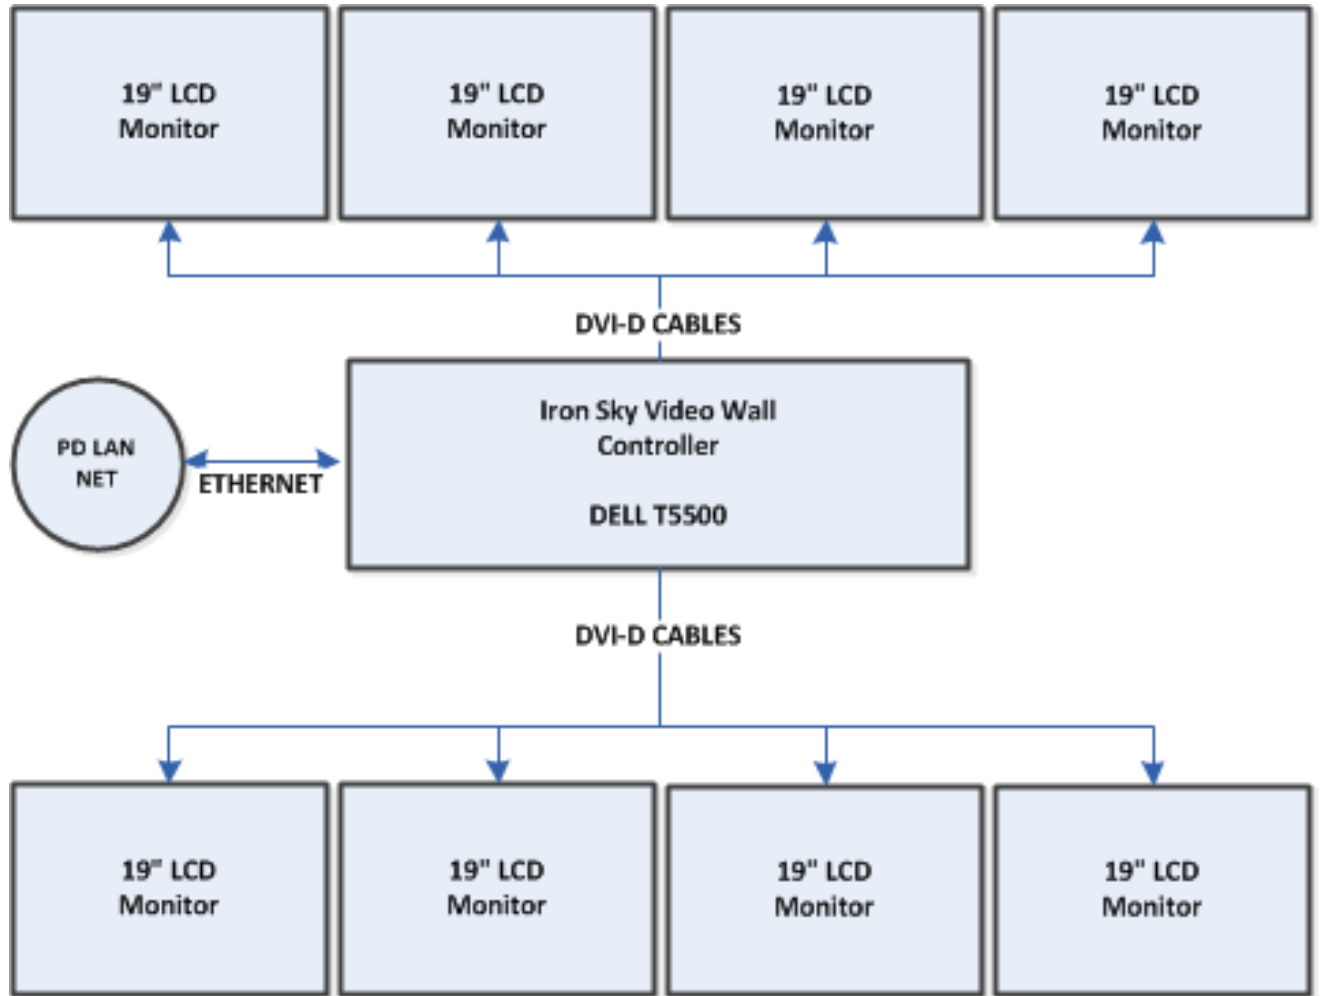 19" LCD
Monitor
19" LCD
Monitor
19" LCD
Monitor
19" LCD
Monitor
DVI-D CABLES
Iron Sky Video Wall
Controller
DELL T5500
PD LAN
NET
ETHERNET
DVI-D CABLES
19" LCD
Monitor
19" LCD
Monitor
19" LCD
Monitor
19" LCD
Monitor